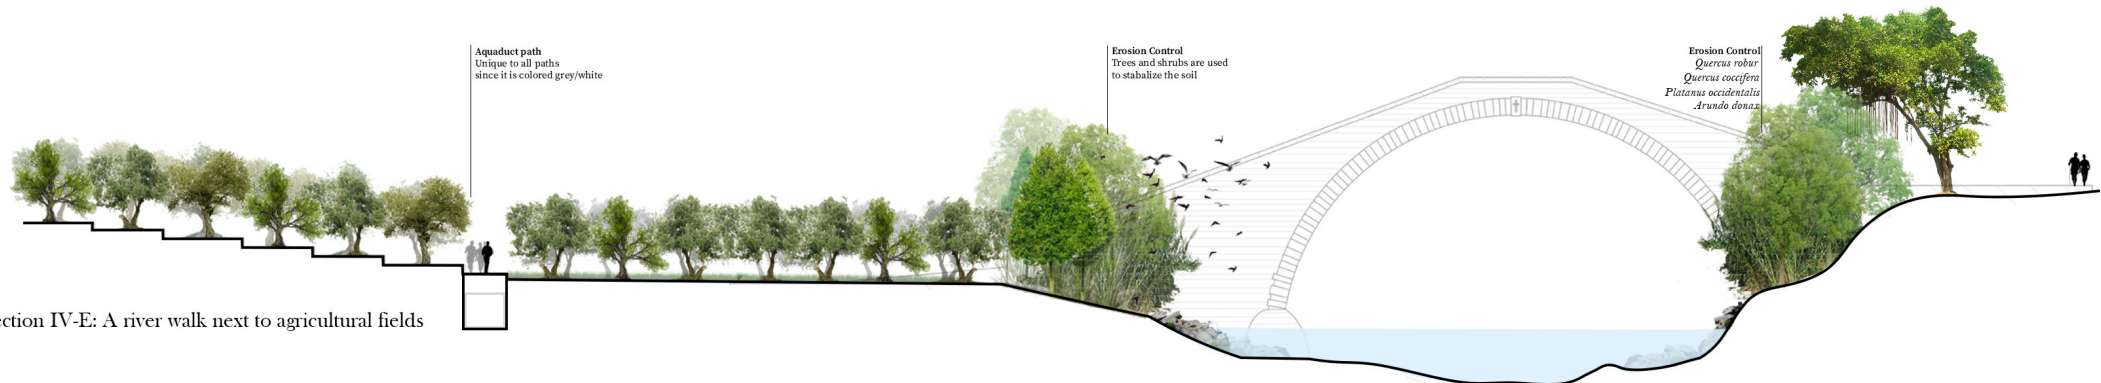 Aquaduct path
Unique to all paths
since it is colored grey/white
Erosion Control
Trees and shrubs are used
to stabalize the soil
Erosion Control
Quercus robur
Quercus coccifera
Platanus occidentalis
Arundo donax
ection IV-E: A river walk next to agricultural fields